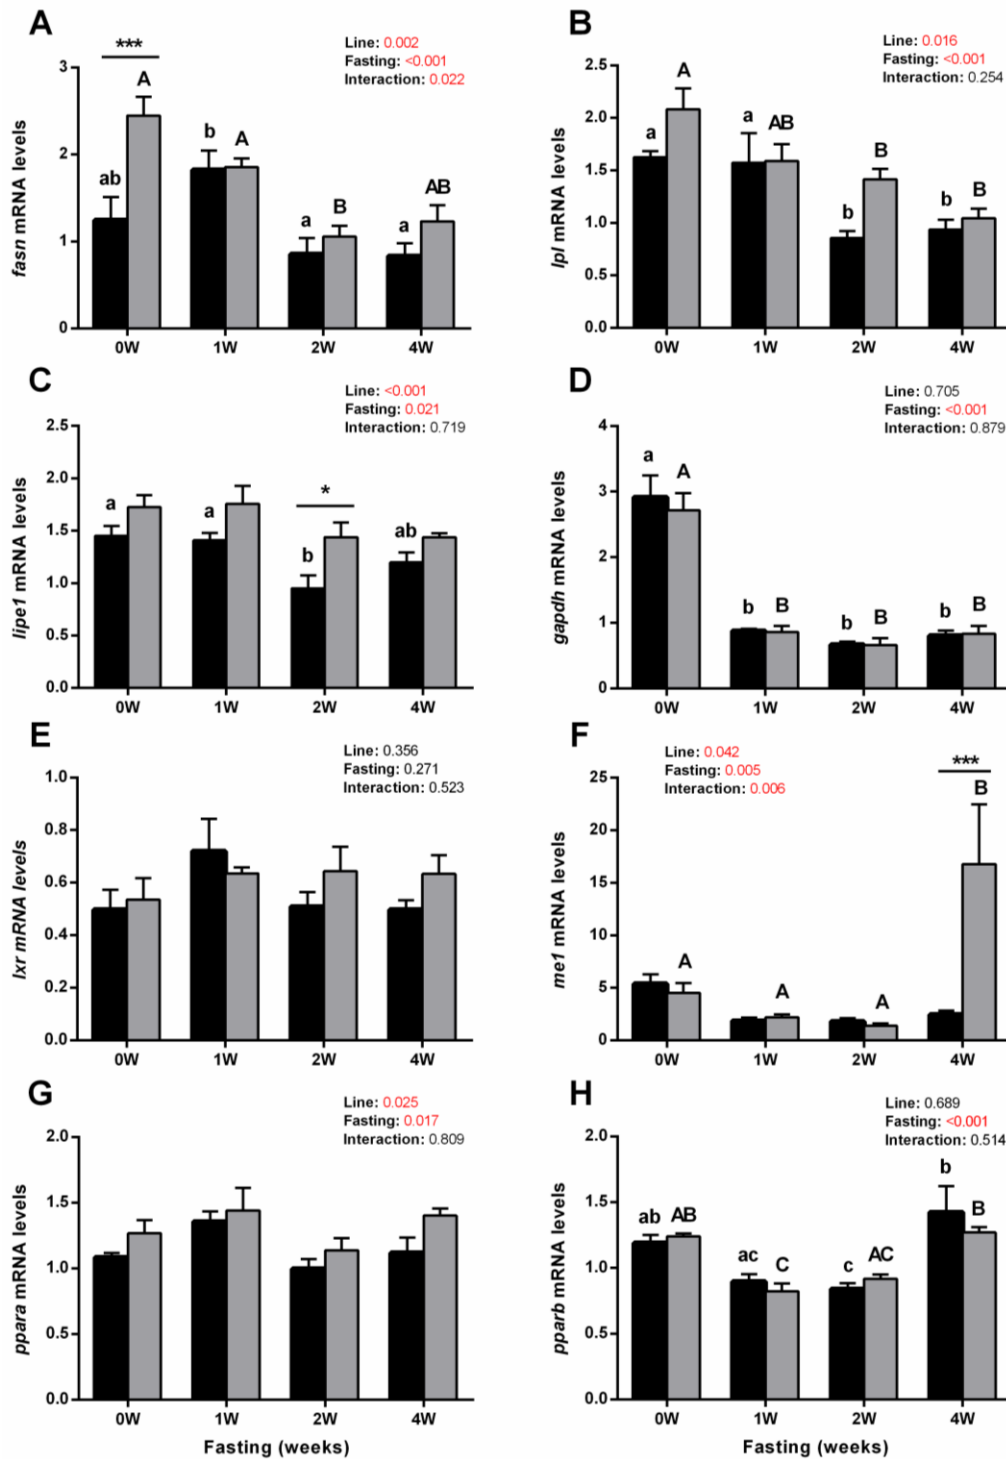 A
B
***
Line: 0.002
Fasting: <0.001
Interaction: 0.022
Line: 0.016
Fasting: <0.001
Interaction: 0.254
fasn mRNA levels
3
2
1
0
ab
A
b
A
a
B
a
AB
0W
1W
2W
4W
lpl mRNA levels
2.5
2.0
1.5
1.0
0.5
0.0
a
A
a
AB
b
B
b
B
0W
1W
2W
4W
C
D
Line: <0.001
Fasting: 0.021
Interaction: 0.719
Line: 0.705
Fasting: <0.001
Interaction: 0.879
lipe1 mRNA levels
2.5
2.0
1.5
1.0
0.5
0.0
a
a
*
b
ab
0W
1W
2W
4W
gapdh mRNA levels
4
3
2
1
0
a
A
b
B
b
B
b
B
0W
1W
2W
4W
E
F
Line: 0.356
Fasting: 0.271
Interaction: 0.523
Line: 0.042
Fasting: 0.005
Interaction: 0.006
lxr mRNA levels
1.0
0.8
0.6
0.4
0.2
0.0
0W
1W
2W
4W
me1 mRNA levels
25
20
15
10
5
0
A
A
A
***
B
0W
1W
2W
4W
G
H
Line: 0.025
Fasting: 0.017
Interaction: 0.809
Line: 0.689
Fasting: <0.001
Interaction: 0.514
ppara mRNA levels
2.0
1.5
1.0
0.5
0.0
0W
1W
2W
4W
Fasting (weeks)
pparb mRNA levels
2.0
1.5
1.0
0.5
0.0
ab
AB
ac
C
c
AC
b
B
0W
1W
2W
4W
Fasting (weeks)